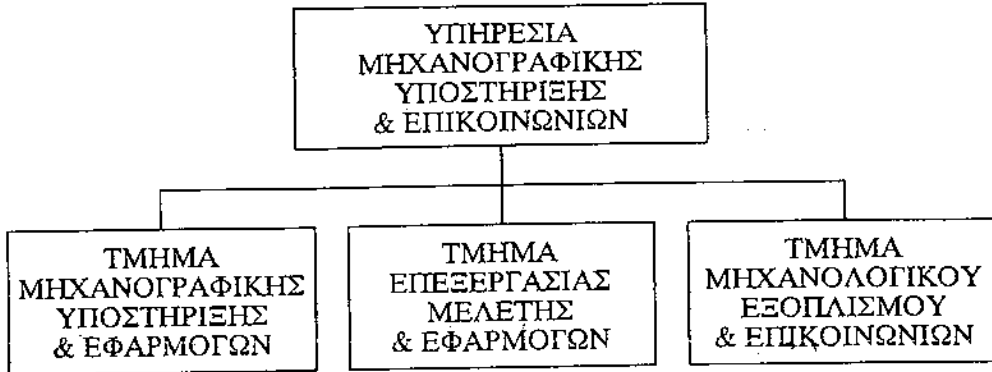 ΥΠΗΡΕΣΙΑ
ΜΗΧΑΝΟΓΡΑΦΙΚΗΣ
ΥΠΟΣΤΗΡΙΞΗΣ
& ΕΠΙΚΟΙΝΩΝΙΩΝ
ΤΜΗΜΑ
ΜΗΧΑΝΟΓΡΑΦΙΚΗΣ
ΥΠΟΣΤΗΡΙΞΗΣ
& ΕΦΑΡΜΟΓΩΝ
ΤΜΗΜΑ
ΕΠΕΞΕΡΓΑΣΙΑΣ
ΜΕΛΕΤΗΣ
& ΕΦΑΡΜΟΓΩΝ
ΤΜΗΜΑ
ΜΗΧΑΝΟΛΟΓΙΚΟΥ
ΕΞΟΠΛΙΣΜΟΥ
& ΕΠΙΚΟΙΝΩΝΙΩΝ